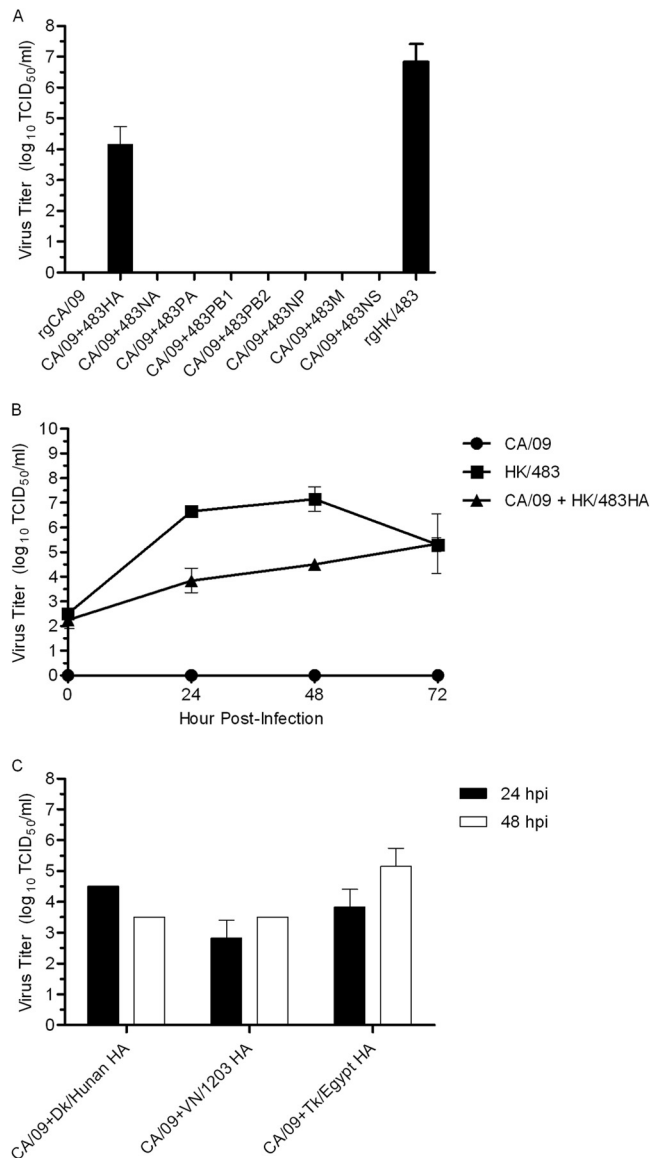 A
Virus Titer (log10 TCID50/ml)
8
7
6
5
4
3
2
1
0
rgCA/09
CA/09+483HA
CA/09+483NA
CA/09+483PA
CA/09+483PB1
CA/09+483PB2
CA/09+483NP
CA/09+483M
CA/09+483NS
rgHK/483
B
Virus Titer (log10 TCID50/ml)
10
9
8
7
6
5
4
3
2
1
0
0 24 48 72
Hour Post-Infection
CA/09
HK/483
CA/09 + HK/483HA
C
Virus Titer (log10 TCID50/ml)
8
7
6
5
4
3
2
1
0
CA/09+Dk/Hunan HA
CA/09+VN/1203 HA
CA/09+Tk/Egypt HA
24 hpi
48 hpi